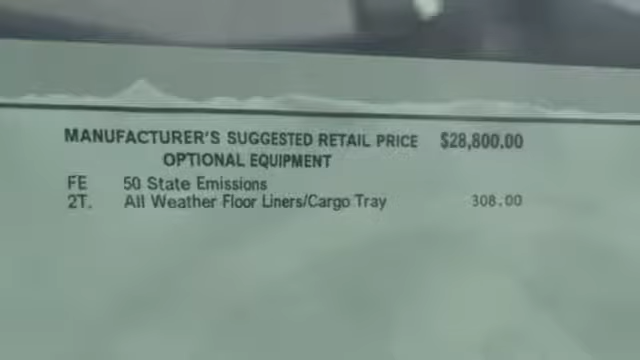 MANUFACTURER'S SUGGESTED RETAIL PRICE $28,800.00
OPTIONAL EQUIPMENT
FE 50 State Emissions
2T. All Weather Floor Liners/Cargo Tray 308.00